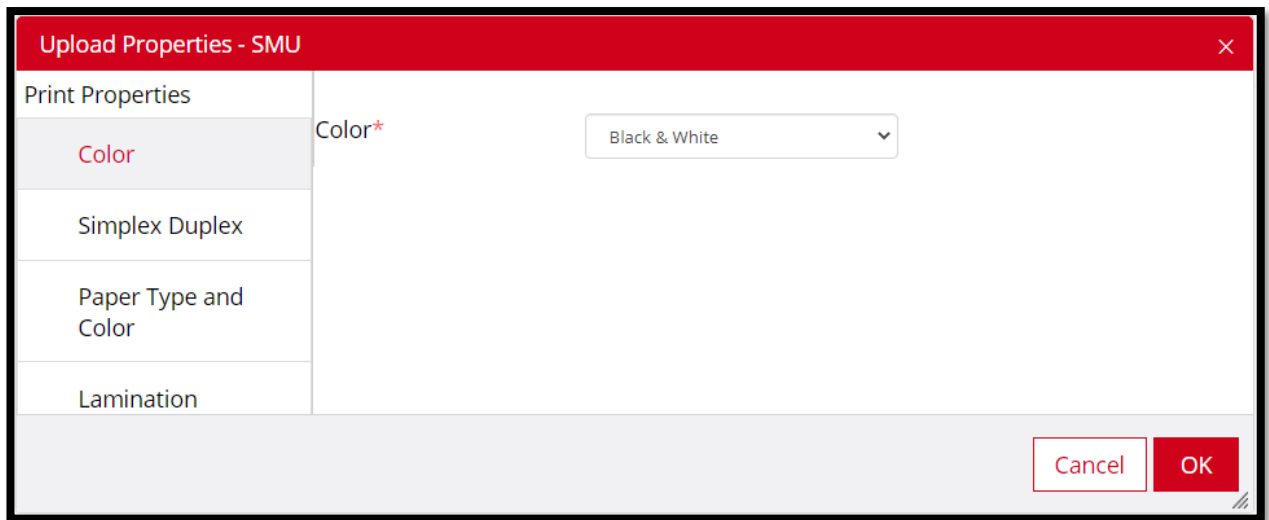 Upload Properties - SMU
Print Properties
Color
Simplex Duplex
Paper Type and
Color
Lamination
Color*
Black & White
Cancel
OK